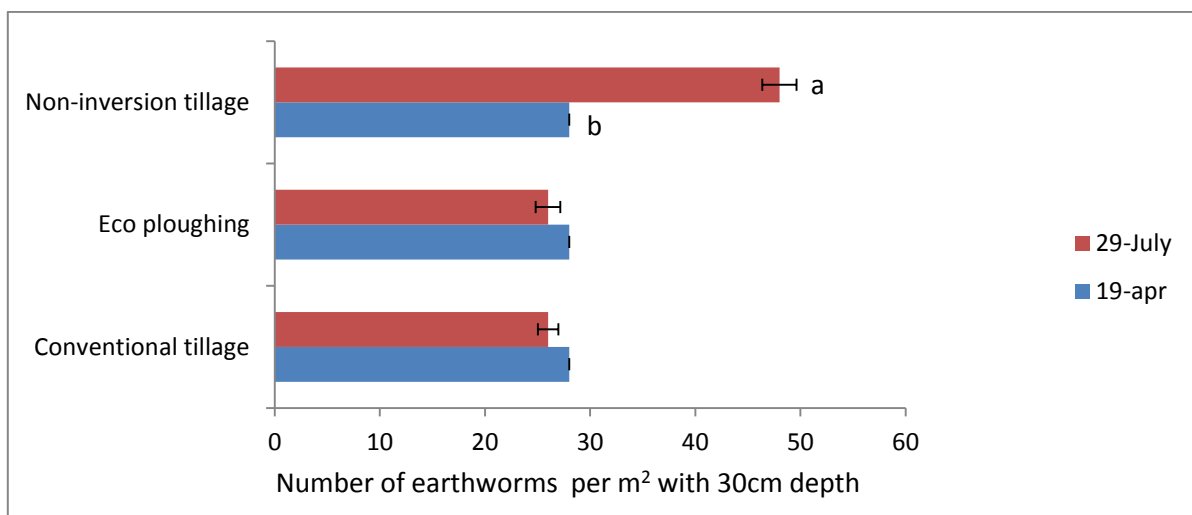 Non-inversion tillage
a
b
Eco ploughing
Conventional tillage
29-July
19-apr
0 10 20 30 40 50 60
Number of earthworms per m² with 30cm depth